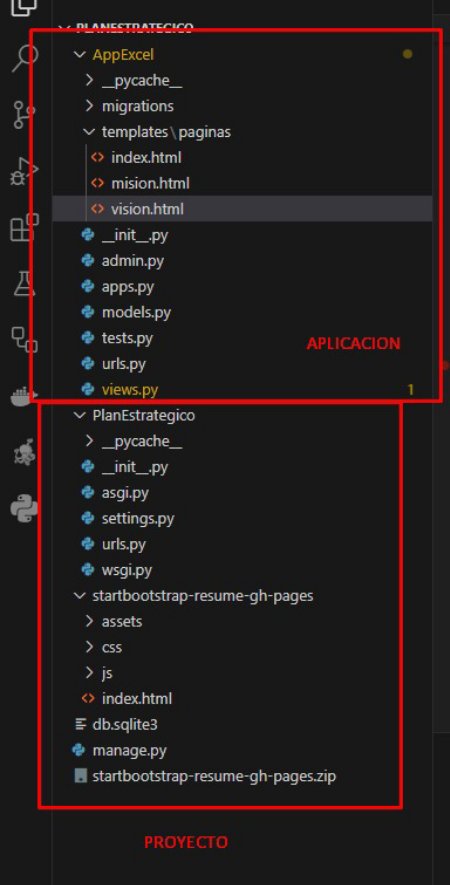 PLANESTRATEGICO
AppExcel
__pycache__
migrations
templates\paginas
index.html
mision.html
vision.html
__init__.py
admin.py
apps.py
models.py
tests.py
APLICACION
urls.py
views.py 1
PlanEstrategico
__pycache__
__init__.py
asgi.py
settings.py
urls.py
wsgi.py
startbootstrap-resume-gh-pages
assets
css
js
index.html
db.sqlite3
manage.py
startbootstrap-resume-gh-pages.zip
PROYECTO